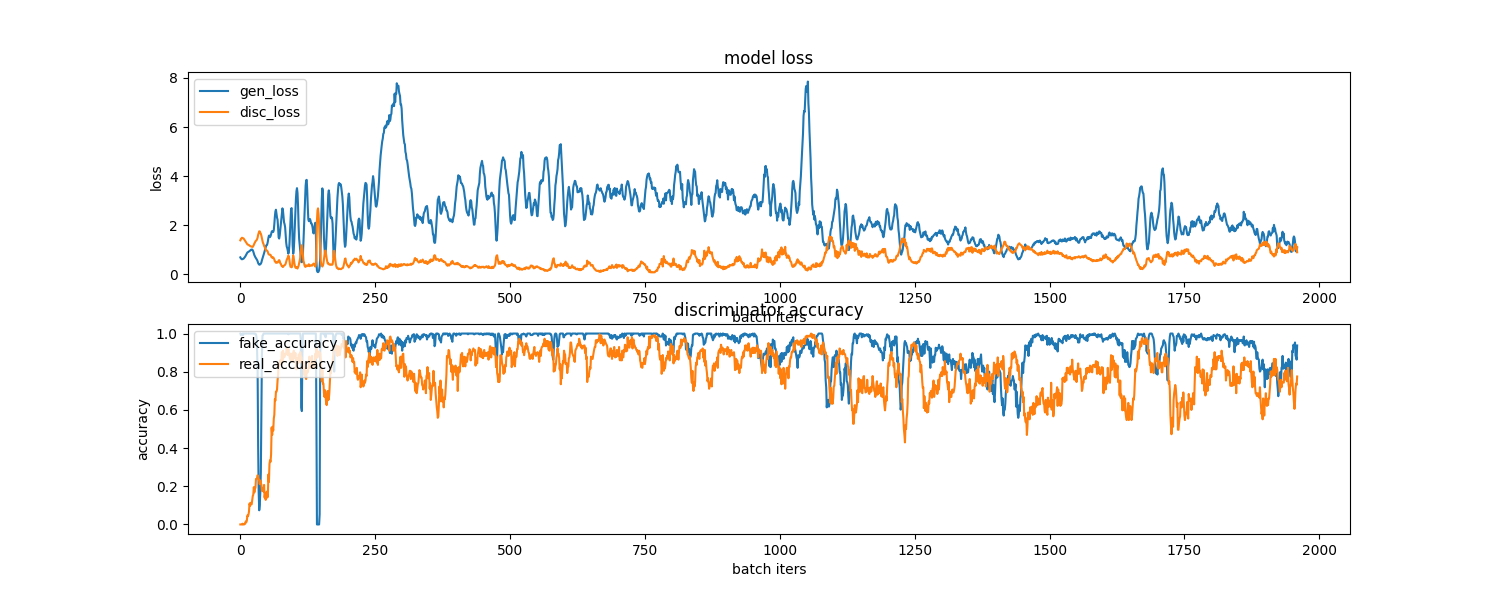 model loss
8
6
4
2
0
loss
gen_loss
disc_loss
0 250 500 750 1000 1250 1500 1750 2000
batch iters
discriminator accuracy
1.0
0.8
0.6
0.4
0.2
0.0
accuracy
fake_accuracy
real_accuracy
0 250 500 750 1000 1250 1500 1750 2000
batch iters